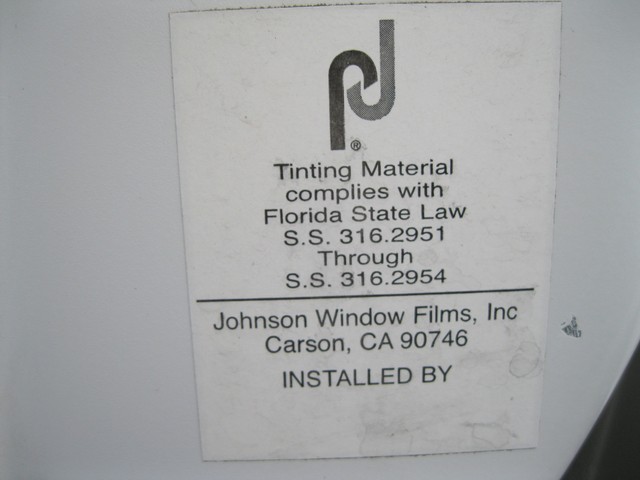 ®
Tinting Material
complies with
Florida State Law
S.S. 316.2951
Through
S.S. 316.2954
Johnson Window Films, Inc
Carson, CA 90746
INSTALLED BY